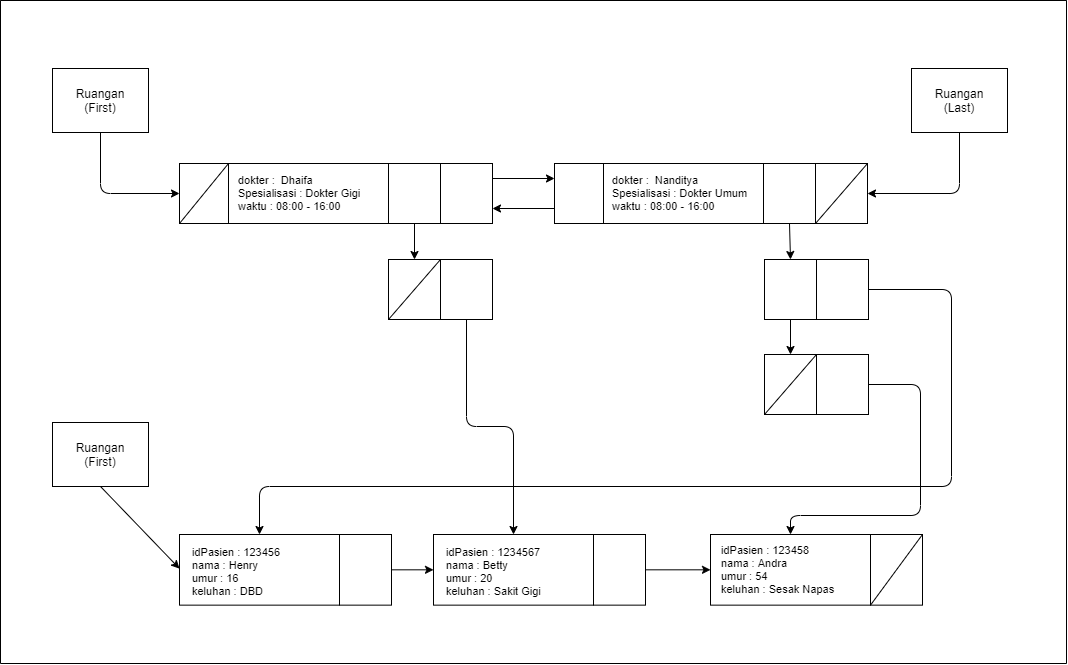 Ruangan
(First)
Ruangan
(Last)
dokter : Dhaifa
Spesialisasi : Dokter Gigi
waktu : 08:00 - 16:00
dokter : Nanditya
Spesialisasi : Dokter Umum
waktu : 08:00 - 16:00
Ruangan
(First)
idPasien : 123456
nama : Henry
umur : 16
keluhan : DBD
idPasien : 1234567
nama : Betty
umur : 20
keluhan : Sakit Gigi
idPasien : 123458
nama : Andra
umur : 54
keluhan : Sesak Napas